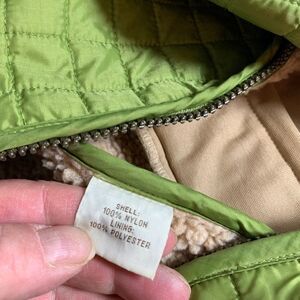 SHELL:
100% NYLON
LINING:
100% POLYESTER